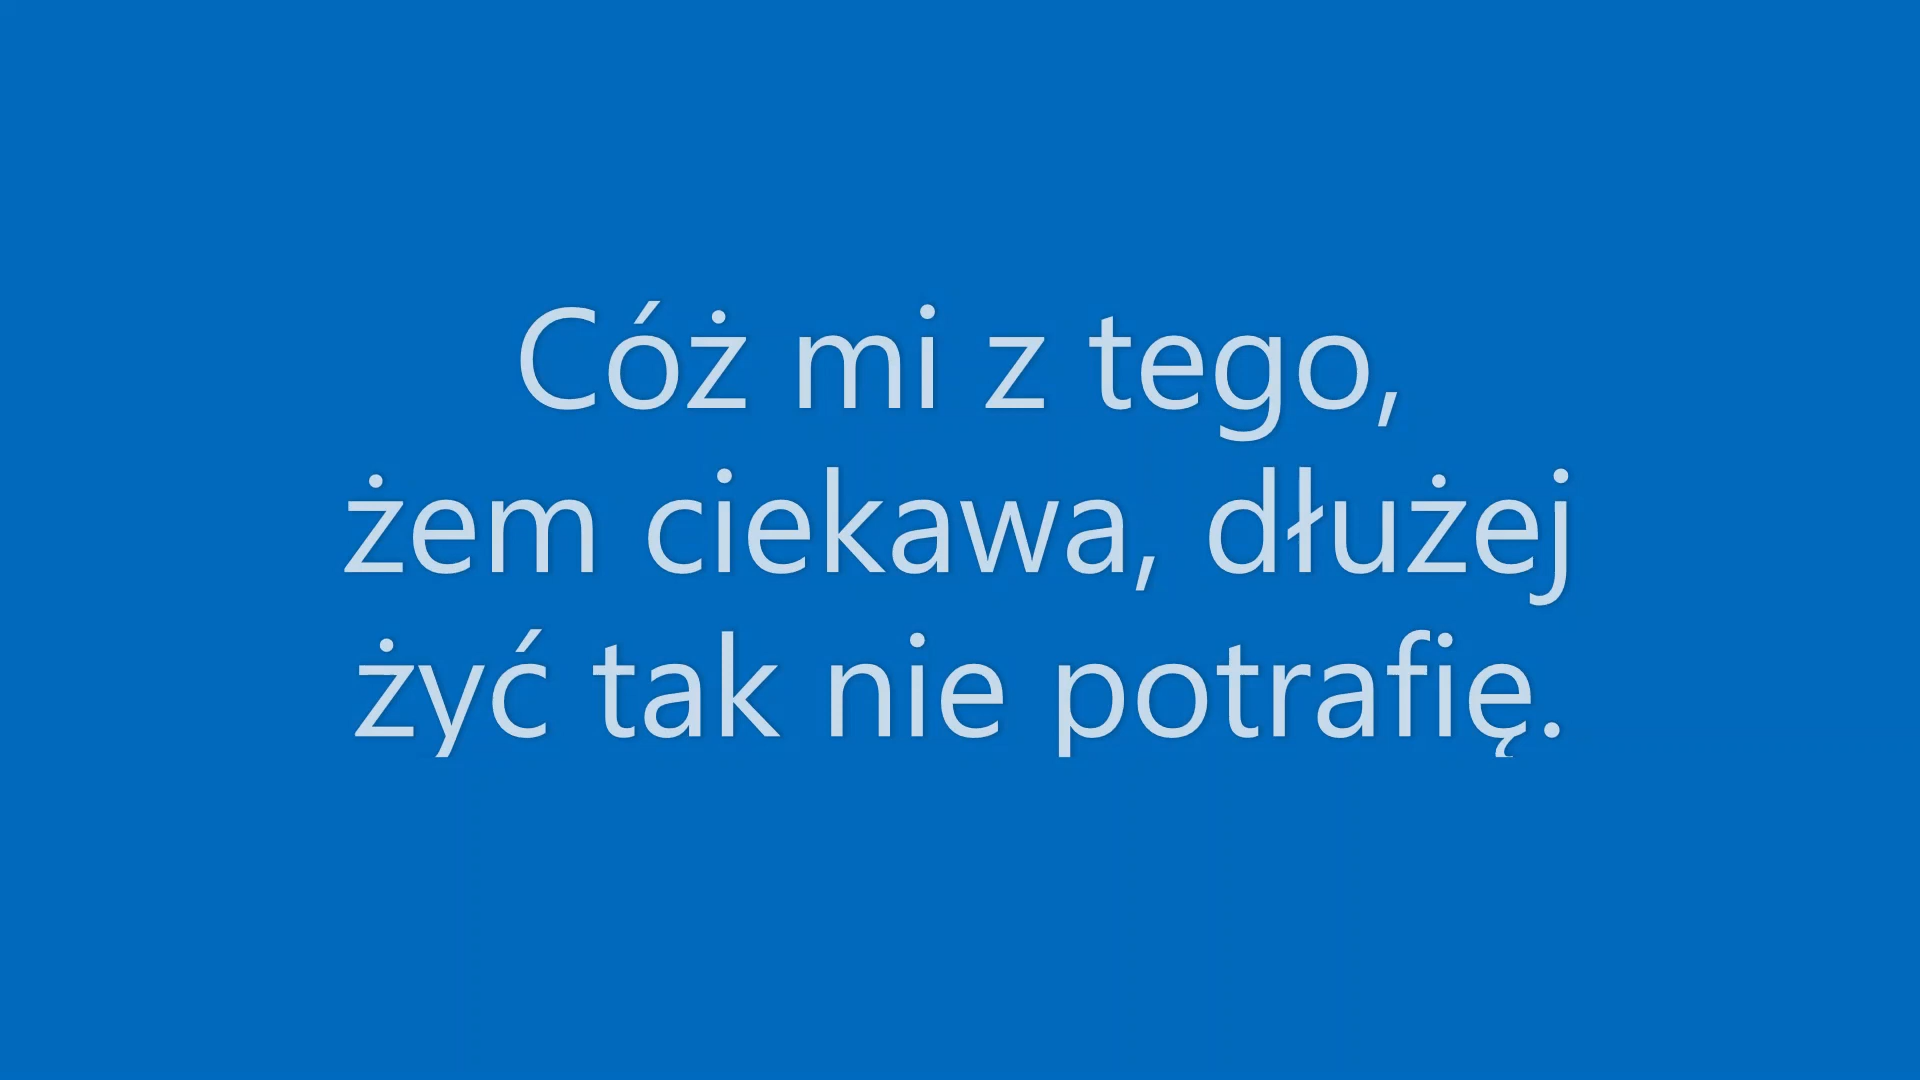 Cóż mi z tego,
żem ciekawa, dłużej
żyć tak nie potrafię.